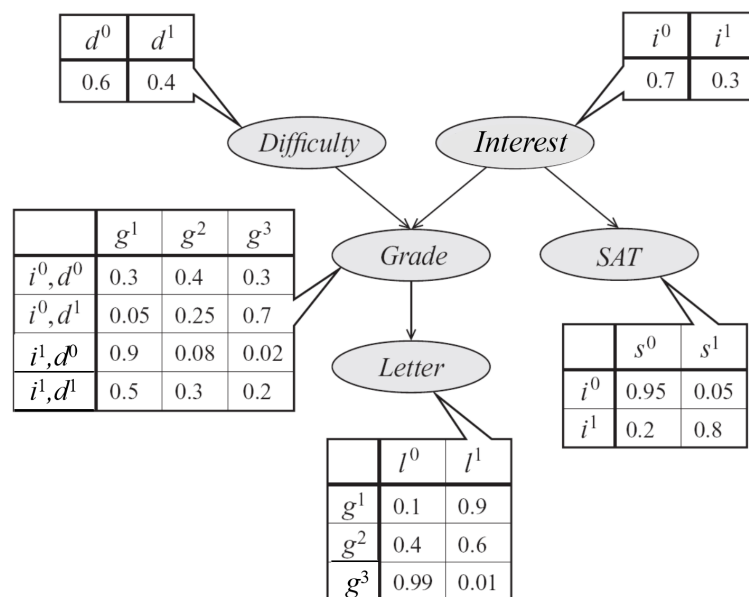 d⁰ d¹
0.6 0.4
i⁰ i¹
0.7 0.3
Difficulty
Interest
g¹ g² g³
i⁰,d⁰ 0.3 0.4 0.3
i⁰,d¹ 0.05 0.25 0.7
i¹,d⁰ 0.9 0.08 0.02
i¹,d¹ 0.5 0.3 0.2
Grade
SAT
s⁰ s¹
i⁰ 0.95 0.05
i¹ 0.2 0.8
Letter
l⁰ l¹
g¹ 0.1 0.9
g² 0.4 0.6
g³ 0.99 0.01